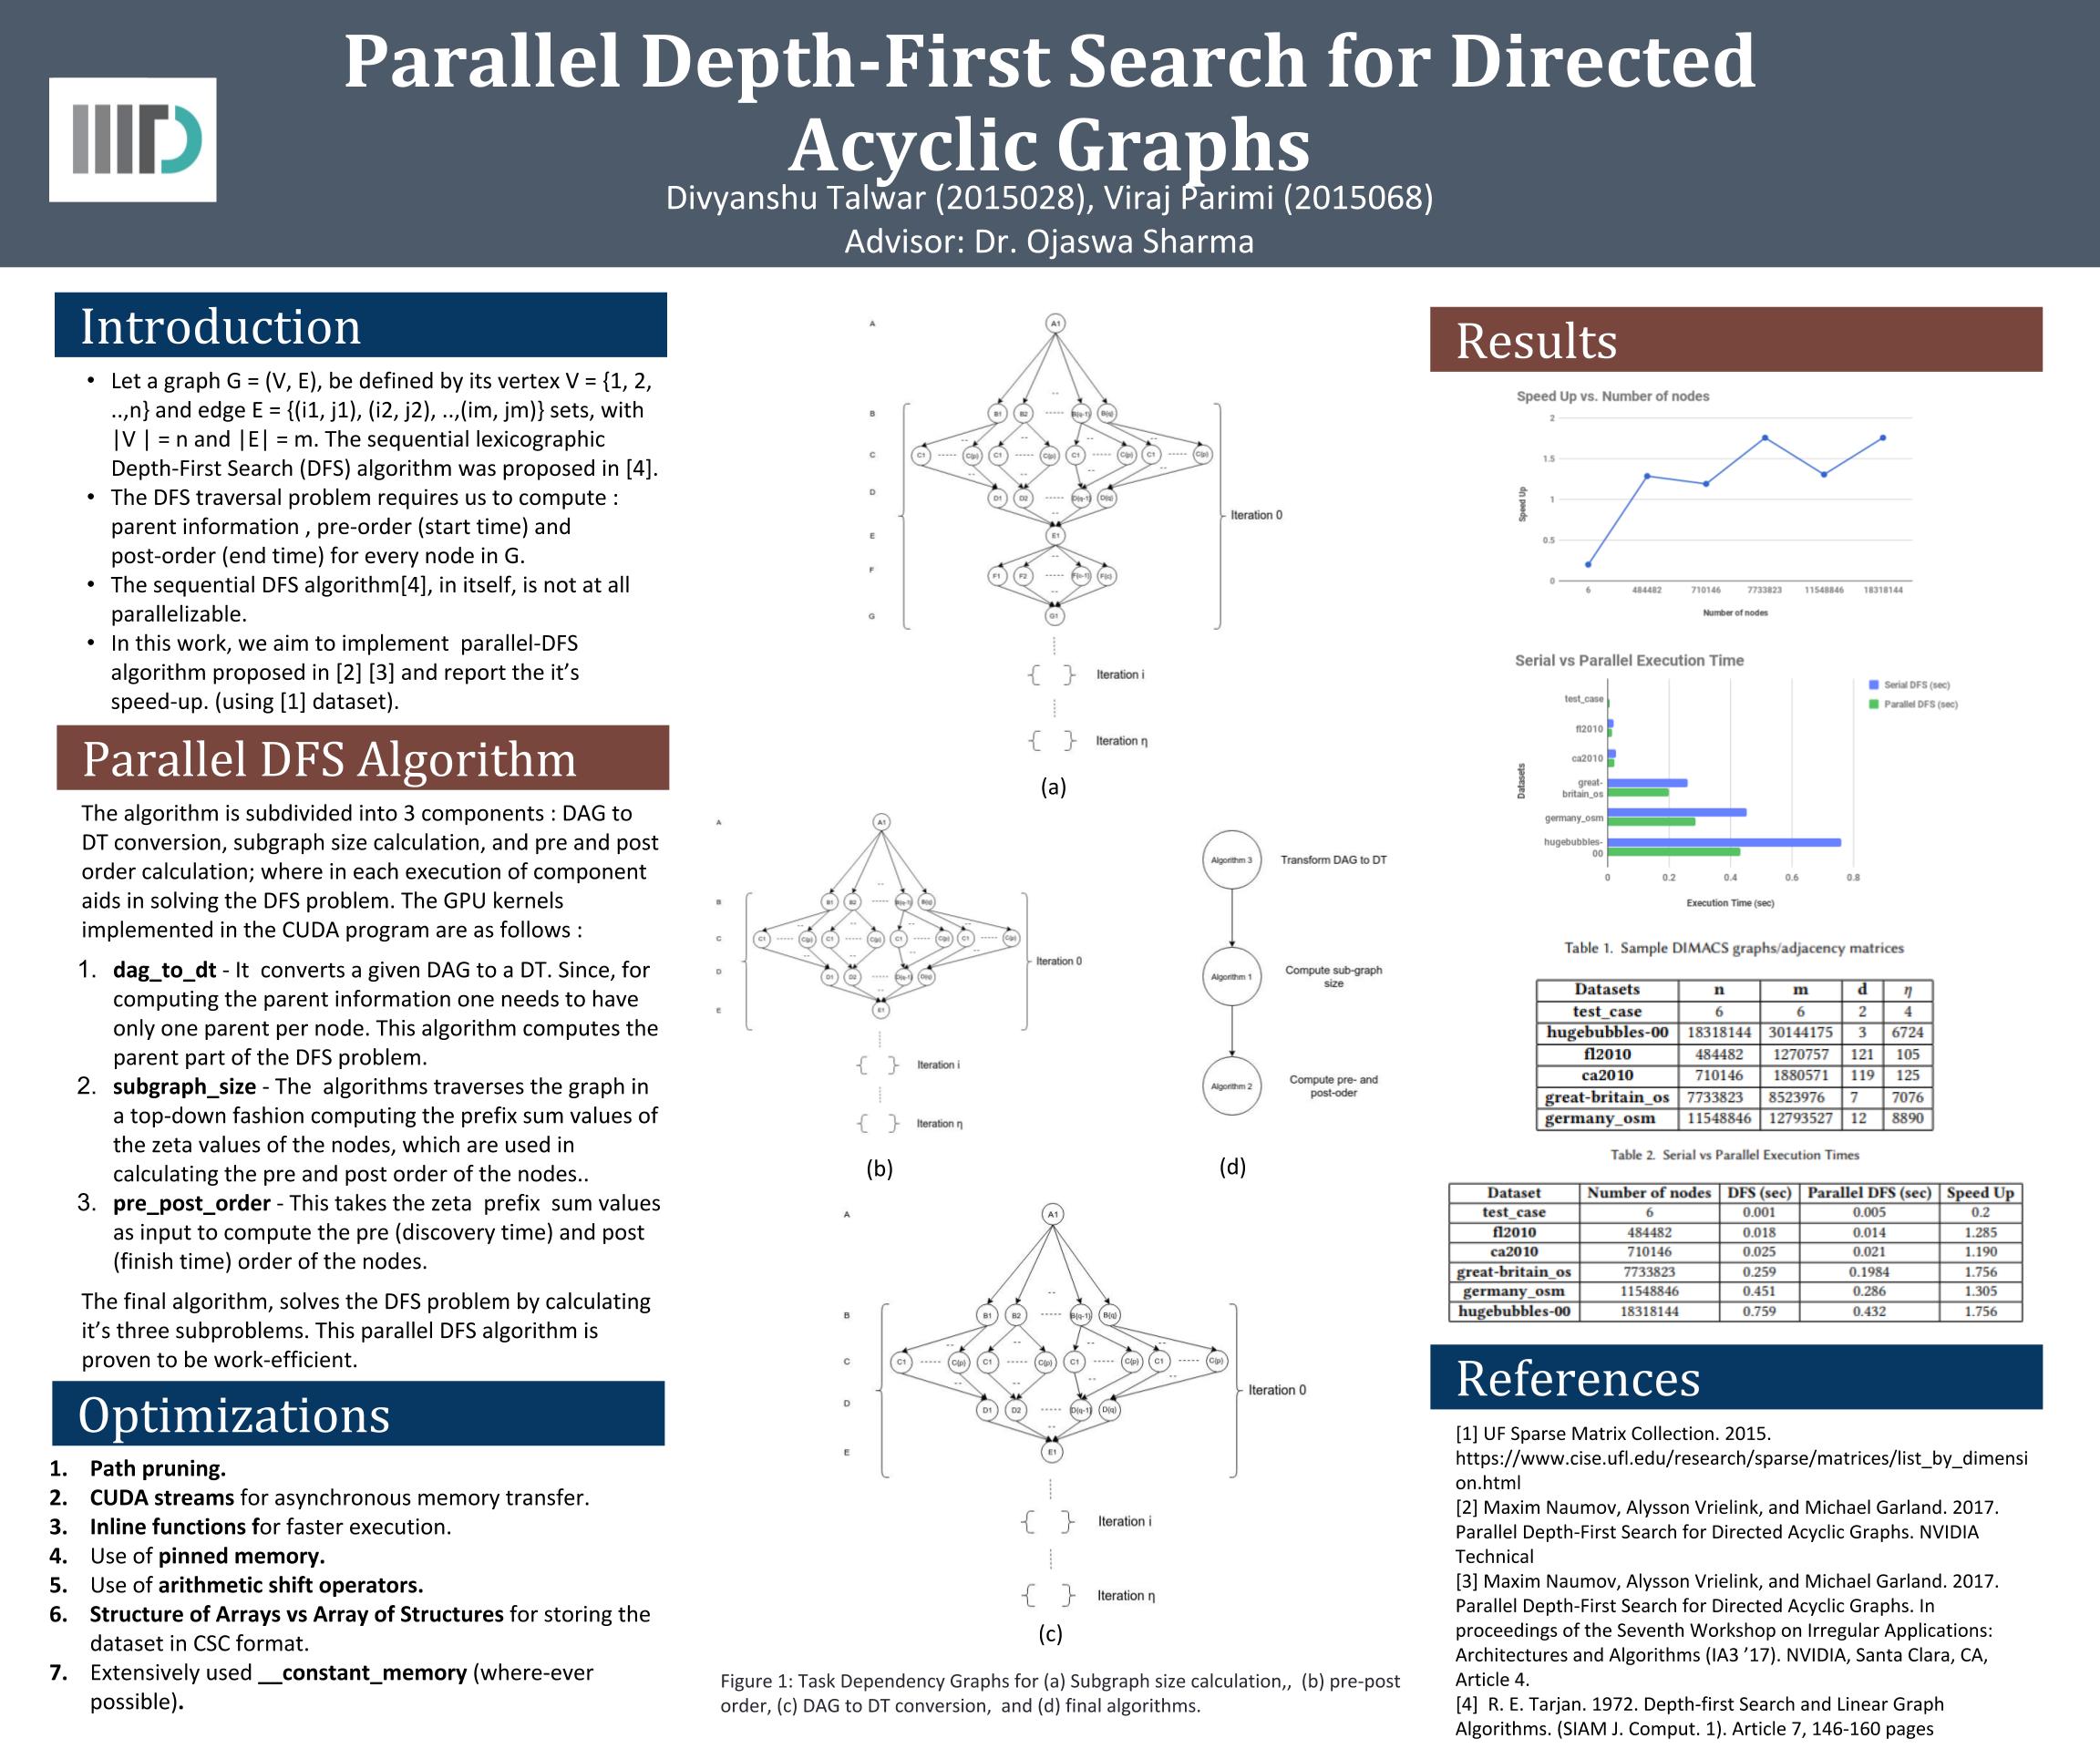 Parallel Depth-First Search for Directed
Acyclic Graphs
Divyanshu Talwar (2015028), Viraj Parimi (2015068)
Advisor: Dr. Ojaswa Sharma
IIITD
Introduction
• Let a graph G = (V, E), be defined by its vertex V = {1, 2,
..,n} and edge E = {(i1, j1), (i2, j2), ..,(im, jm)} sets, with
|V | = n and |E| = m. The sequential lexicographic
Depth-First Search (DFS) algorithm was proposed in [4].
• The DFS traversal problem requires us to compute :
parent information , pre-order (start time) and
post-order (end time) for every node in G.
• The sequential DFS algorithm[4], in itself, is not at all
parallelizable.
• In this work, we aim to implement  parallel-DFS
algorithm proposed in [2] [3] and report the it’s
speed-up. (using [1] dataset).
Parallel DFS Algorithm
The algorithm is subdivided into 3 components : DAG to
DT conversion, subgraph size calculation, and pre and post
order calculation; where in each execution of component
aids in solving the DFS problem. The GPU kernels
implemented in the CUDA program are as follows :
1. dag_to_dt - It  converts a given DAG to a DT. Since, for
computing the parent information one needs to have
only one parent per node. This algorithm computes the
parent part of the DFS problem.
2. subgraph_size - The  algorithms traverses the graph in
a top-down fashion computing the prefix sum values of
the zeta values of the nodes, which are used in
calculating the pre and post order of the nodes..
3. pre_post_order - This takes the zeta  prefix  sum values
as input to compute the pre (discovery time) and post
(finish time) order of the nodes.
The final algorithm, solves the DFS problem by calculating
it’s three subproblems. This parallel DFS algorithm is
proven to be work-efficient.
Optimizations
1. Path pruning.
2. CUDA streams for asynchronous memory transfer.
3. Inline functions for faster execution.
4. Use of pinned memory.
5. Use of arithmetic shift operators.
6. Structure of Arrays vs Array of Structures for storing the
dataset in CSC format.
7. Extensively used __constant_memory (where-ever
possible).
A A1
B B1 B2 ----- B(q-1) B(q)
C C1 ----- C(p) C1 ----- C(p) C1 ----- C(p) C1 ----- C(p)
D D1 D2 ----- D(q-1) D(q)
Iteration 0
E E1
F F1 F2 ----- F(c-1) F(c)
G G1
{ } Iteration i
{ } Iteration η
(a)
A A1
B B1 B2 ----- B(q-1) B(q)
C C1 ----- C(p) C1 ----- C(p) C1 ----- C(p) C1 ----- C(p)
Iteration 0
D D1 D2 ----- D(q-1) D(q)
E E1
{ } Iteration i
{ } Iteration η
(b)
Algorithm 3 Transform DAG to DT
Algorithm 1 Compute sub-graph
size
Algorithm 2 Compute pre- and
post-oder
(d)
A A1
B B1 B2 ----- B(q-1) B(q)
C C1 ----- C(p) C1 ----- C(p) C1 ----- C(p) C1 ----- C(p)
Iteration 0
D D1 D2 ----- D(q-1) D(q)
E E1
{ } Iteration i
{ } Iteration η
(c)
Figure 1: Task Dependency Graphs for (a) Subgraph size calculation,,  (b) pre-post
order, (c) DAG to DT conversion,  and (d) final algorithms.
Results
Speed Up vs. Number of nodes
2
1.5
1
0.5
0
Speed Up
6 484482 710146 7733823 11548846 18318144
Number of nodes
Serial vs Parallel Execution Time
Serial DFS (sec)
Parallel DFS (sec)
Datasets
test_case
fl2010
ca2010
great-
britain_os
germany_osm
hugebubbles-
00
0 0.2 0.4 0.6 0.8
Execution Time (sec)
Table 1. Sample DIMACS graphs/adjacency matrices
Datasets n m d η
test_case 6 6 2 4
hugebubbles-00 18318144 30144175 3 6724
fl2010 484482 1270757 121 105
ca2010 710146 1880571 119 125
great-britain_os 7733823 8523976 7 7076
germany_osm 11548846 12793527 12 8890
Table 2. Serial vs Parallel Execution Times
Dataset Number of nodes DFS (sec) Parallel DFS (sec) Speed Up
test_case 6 0.001 0.005 0.2
fl2010 484482 0.018 0.014 1.285
ca2010 710146 0.025 0.021 1.190
great-britain_os 7733823 0.259 0.1984 1.756
germany_osm 11548846 0.451 0.286 1.305
hugebubbles-00 18318144 0.759 0.432 1.756
References
[1] UF Sparse Matrix Collection. 2015.
https://www.cise.ufl.edu/research/sparse/matrices/list_by_dimensi
on.html
[2] Maxim Naumov, Alysson Vrielink, and Michael Garland. 2017.
Parallel Depth-First Search for Directed Acyclic Graphs. NVIDIA
Technical
[3] Maxim Naumov, Alysson Vrielink, and Michael Garland. 2017.
Parallel Depth-First Search for Directed Acyclic Graphs. In
proceedings of the Seventh Workshop on Irregular Applications:
Architectures and Algorithms (IA3 ’17). NVIDIA, Santa Clara, CA,
Article 4.
[4]  R. E. Tarjan. 1972. Depth-first Search and Linear Graph
Algorithms. (SIAM J. Comput. 1). Article 7, 146-160 pages